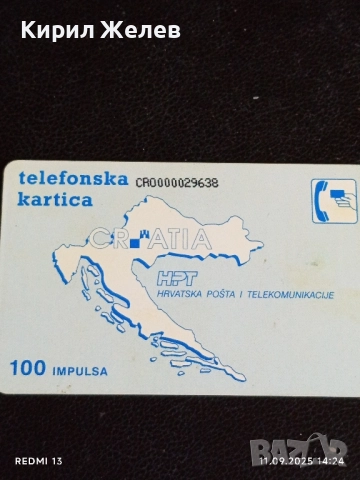 Кирил Желев
telefonska
kartica
CRO000029638
CROATIA
HPT
HRVATSKA POŠTA I TELEKOMUNIKACIJE
100 IMPULSA
REDMI 13
11.09.2025 14:24
БАЗАР